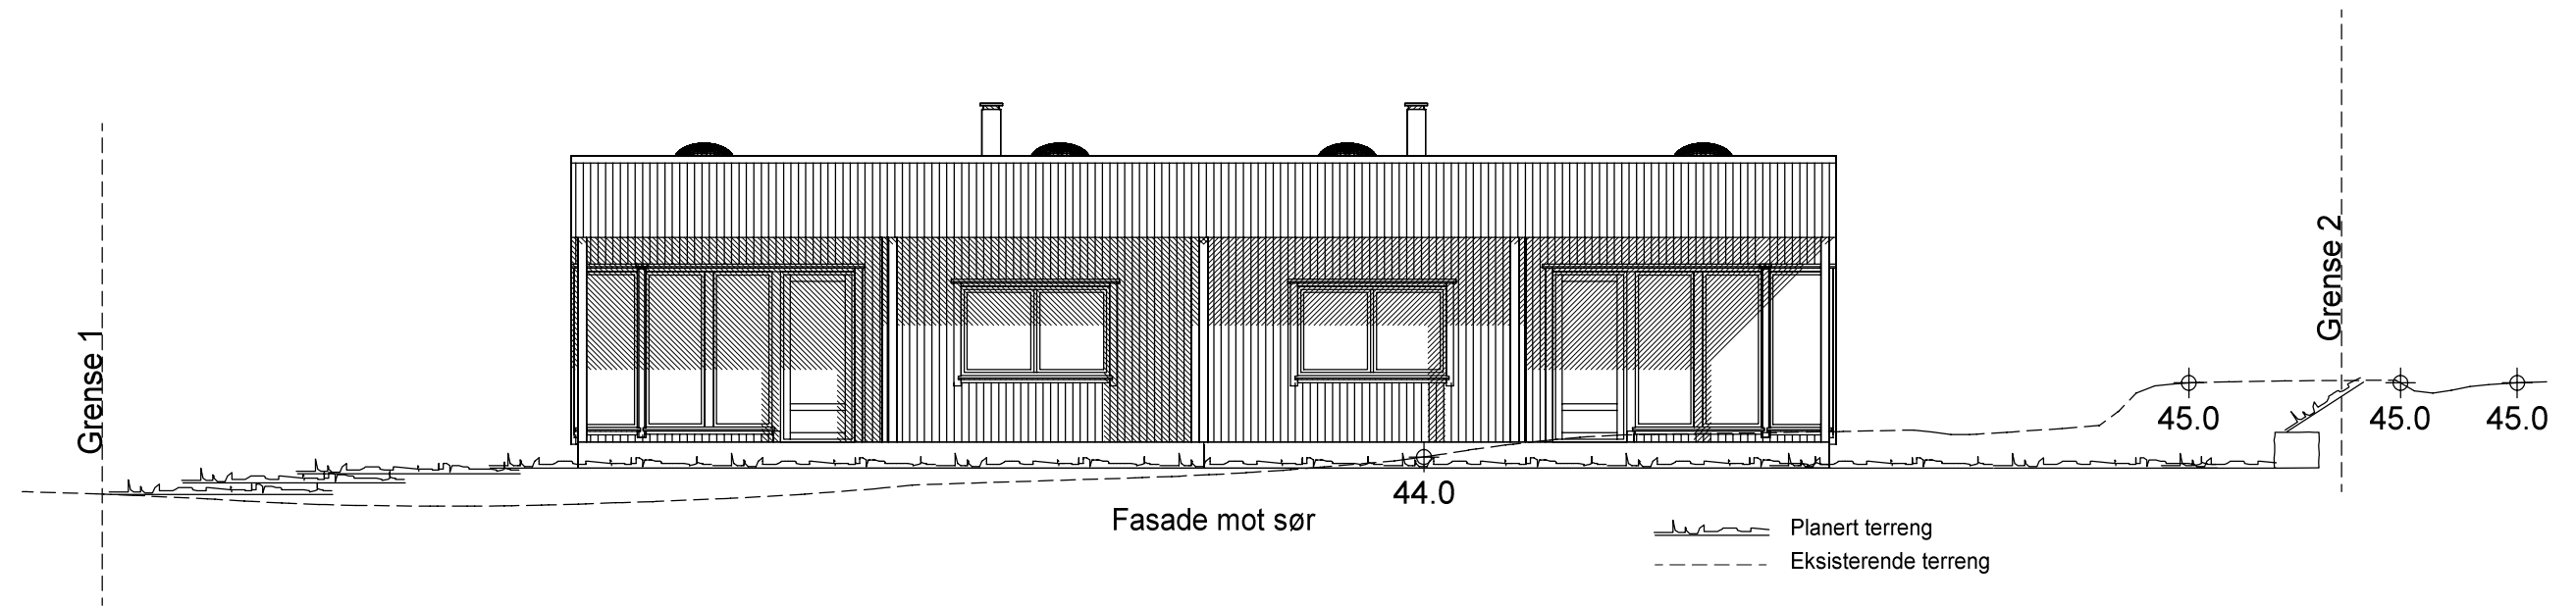 Grense 1
Grense 2
45.0
45.0
45.0
44.0
Fasade mot sør
Planert terreng
Eksisterende terreng